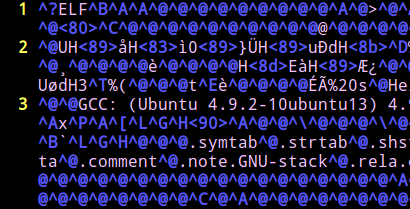 1 ^?ELF^B^A^A^@^@^@^@^@^@^@^@^@^A^@>^@
^@<80>^C^@^@^@^@^@^@^@^@^@^@@^@^@^@^@
2 ^@UH<89>åH<83>ì0H<89>}ÜH<89>uÐdH<8b>^D
^@¸^@^@^@^@è^@^@^@^@H<8d>EàH<89>Æ¿^@
UødH3^T%(^@^@^@t^Eè^@^@^@^@ÉÃ%20s^@He
3 ^@^@GCC: (Ubuntu 4.9.2-10ubuntu13) 4.
^Ax^P^A^[^L^G^H<90>^A^@^@^\^@^@^@^\^@
^B`^L^G^H^@^@^@.symtab^@.strtab^@.shs
ta^@.comment^@.note.GNU-stack^@.rela.
^@^@^@^@^@^@^@^@^@^@^@^@^@^@^@^@^@^@^A
^@^@^@^@^@^@^@^@^C^@^A^@^@^@^@^@^@^@^@